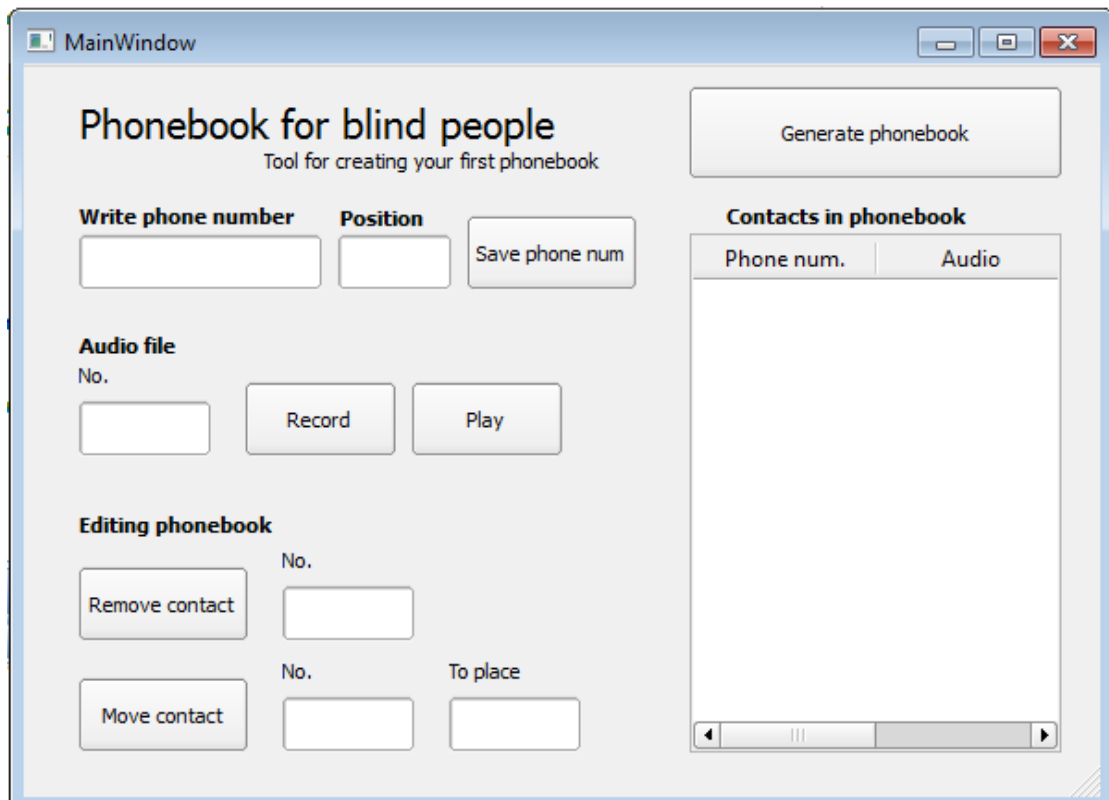 MainWindow
Phonebook for blind people
Tool for creating your first phonebook
Generate phonebook
Write phone number
Position
Save phone num
Contacts in phonebook
Phone num.
Audio
Audio file
No.
Record
Play
Editing phonebook
No.
Remove contact
No.
To place
Move contact